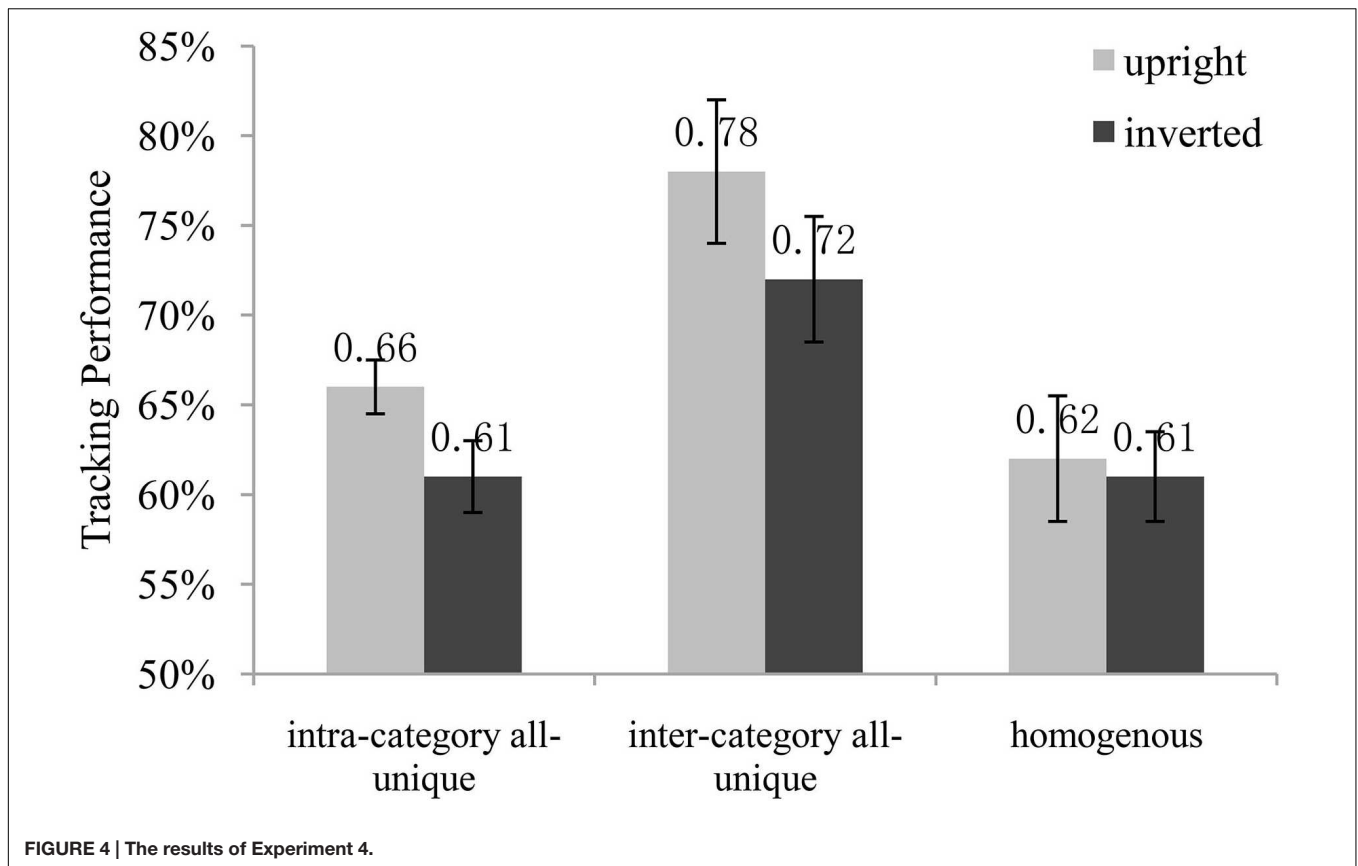 85%
80%
75%
70%
65%
60%
55%
50%
Tracking Performance
upright
inverted
0.66
0.61
0.78
0.72
0.62
0.61
intra-category all-
unique
inter-category all-
unique
homogenous
FIGURE 4 | The results of Experiment 4.